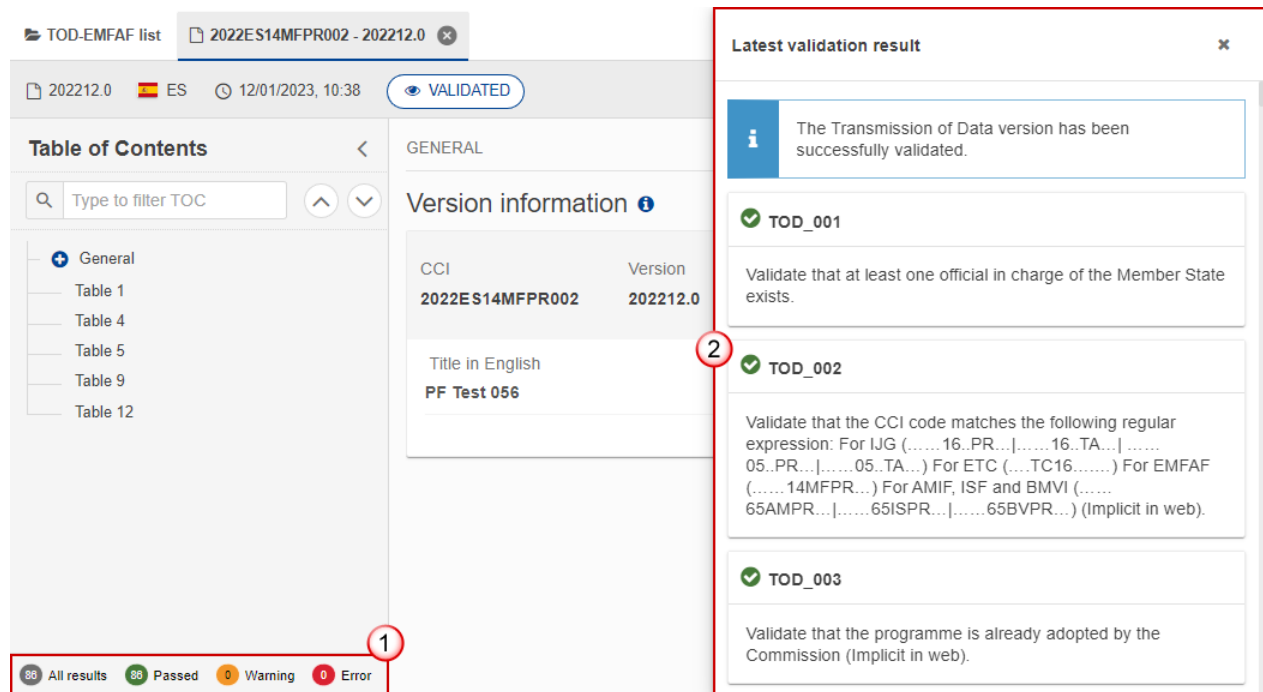 TOD-EMFAF list
2022ES14MFPR002 - 202212.0
202212.0
ES
12/01/2023, 10:38
VALIDATED
Table of Contents
Type to filter TOC
General
Table 1
Table 4
Table 5
Table 9
Table 12
1
86 All results 86 Passed 0 Warning 0 Error
GENERAL
Version information
CCI
Version
2022ES14MFPR002
202212.0
Title in English
PF Test 056
2
Latest validation result
The Transmission of Data version has been
successfully validated.
TOD_001
Validate that at least one official in charge of the Member State
exists.
TOD_002
Validate that the CCI code matches the following regular
expression: For IJG (……16..PR…|……16..TA…| ……
05..PR…|……05..TA…) For ETC (….TC16…….) For EMFAF
(……14MFPR…) For AMIF, ISF and BMVI (……
65AMPR…|……65ISPR…|……65BVPR…) (Implicit in web).
TOD_003
Validate that the programme is already adopted by the
Commission (Implicit in web).